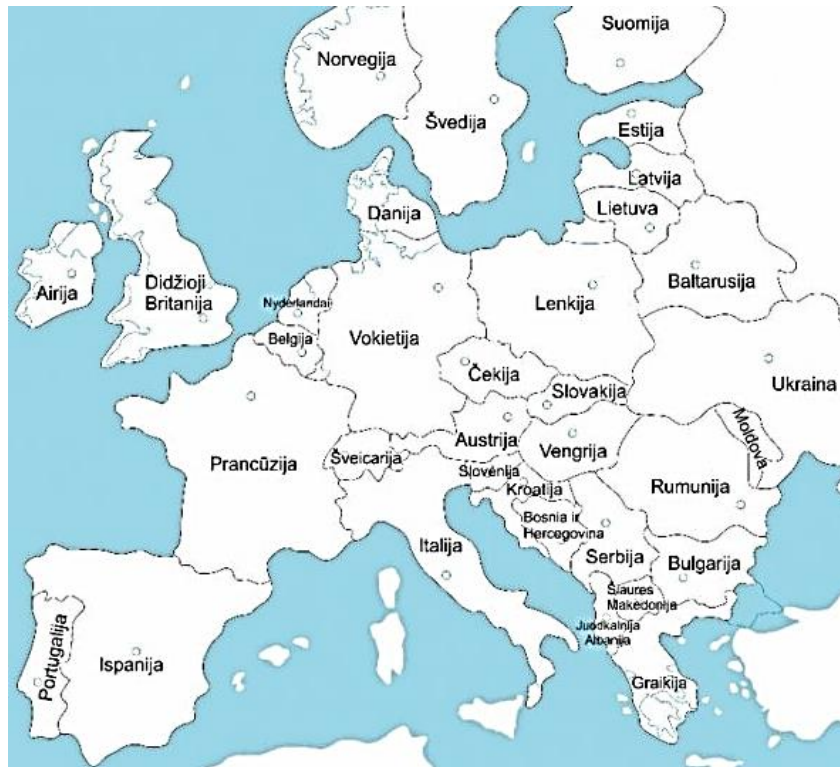 Suomija
Norvegija
Švedija
Estija
Latvija
Danija
Lietuva
Airija
Didžioji
Britanija
Baltarusija
Nyderlandai
Lenkija
Belgija
Vokietija
Ukraina
Čekija
Slovakija
Moldova
Austrija
Vengrija
Prancūzija
Šveicarija
Slovėnija
Kroatija
Rumunija
Bosnia ir
Hercegovina
Italija
Serbija
Bulgarija
Šiaurės
Makedonija
Juodkalnija
Albanija
Portugalija
Ispanija
Graikija